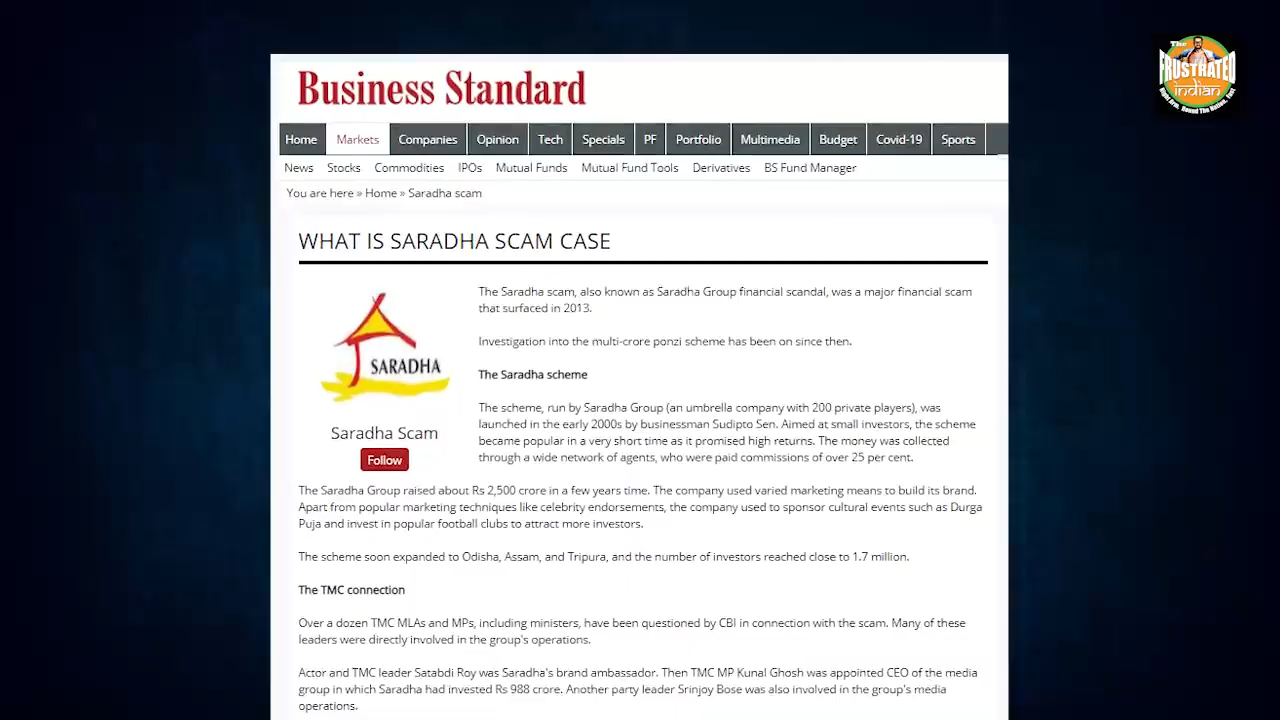 The
FRUSTRATED
indian
Business Standard
Home Markets Companies Opinion Tech Specials PF Portfolio Multimedia Budget Covid-19 Sports
News Stocks Commodities IPOs Mutual Funds Mutual Fund Tools Derivatives BS Fund Manager
You are here » Home » Saradha scam
WHAT IS SARADHA SCAM CASE
SARADHA
Saradha Scam
Follow
The Saradha scam, also known as Saradha Group financial scandal, was a major financial scam
that surfaced in 2013.
Investigation into the multi-crore ponzi scheme has been on since then.
The Saradha scheme
The scheme, run by Saradha Group (an umbrella company with 200 private players), was
launched in the early 2000s by businessman Sudipto Sen. Aimed at small investors, the scheme
became popular in a very short time as it promised high returns. The money was collected
through a wide network of agents, who were paid commissions of over 25 per cent.
The Saradha Group raised about Rs 2,500 crore in a few years time. The company used varied marketing means to build its brand.
Apart from popular marketing techniques like celebrity endorsements, the company used to sponsor cultural events such as Durga
Puja and invest in popular football clubs to attract more investors.
The scheme soon expanded to Odisha, Assam, and Tripura, and the number of investors reached close to 1.7 million.
The TMC connection
Over a dozen TMC MLAs and MPs, including ministers, have been questioned by CBI in connection with the scam. Many of these
leaders were directly involved in the group's operations.
Actor and TMC leader Satabdi Roy was Saradha's brand ambassador. Then TMC MP Kunal Ghosh was appointed CEO of the media
group in which Saradha had invested Rs 988 crore. Another party leader Srinjoy Bose was also involved in the group's media
operations.